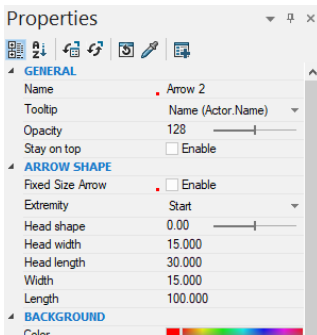 Properties
GENERAL
Name Arrow 2
Tooltip Name (Actor.Name)
Opacity 128
Stay on top Enable
ARROW SHAPE
Fixed Size Arrow Enable
Extremity Start
Head shape 0.00
Head width 15.000
Head length 30.000
Width 15.000
Length 100.000
BACKGROUND
Color